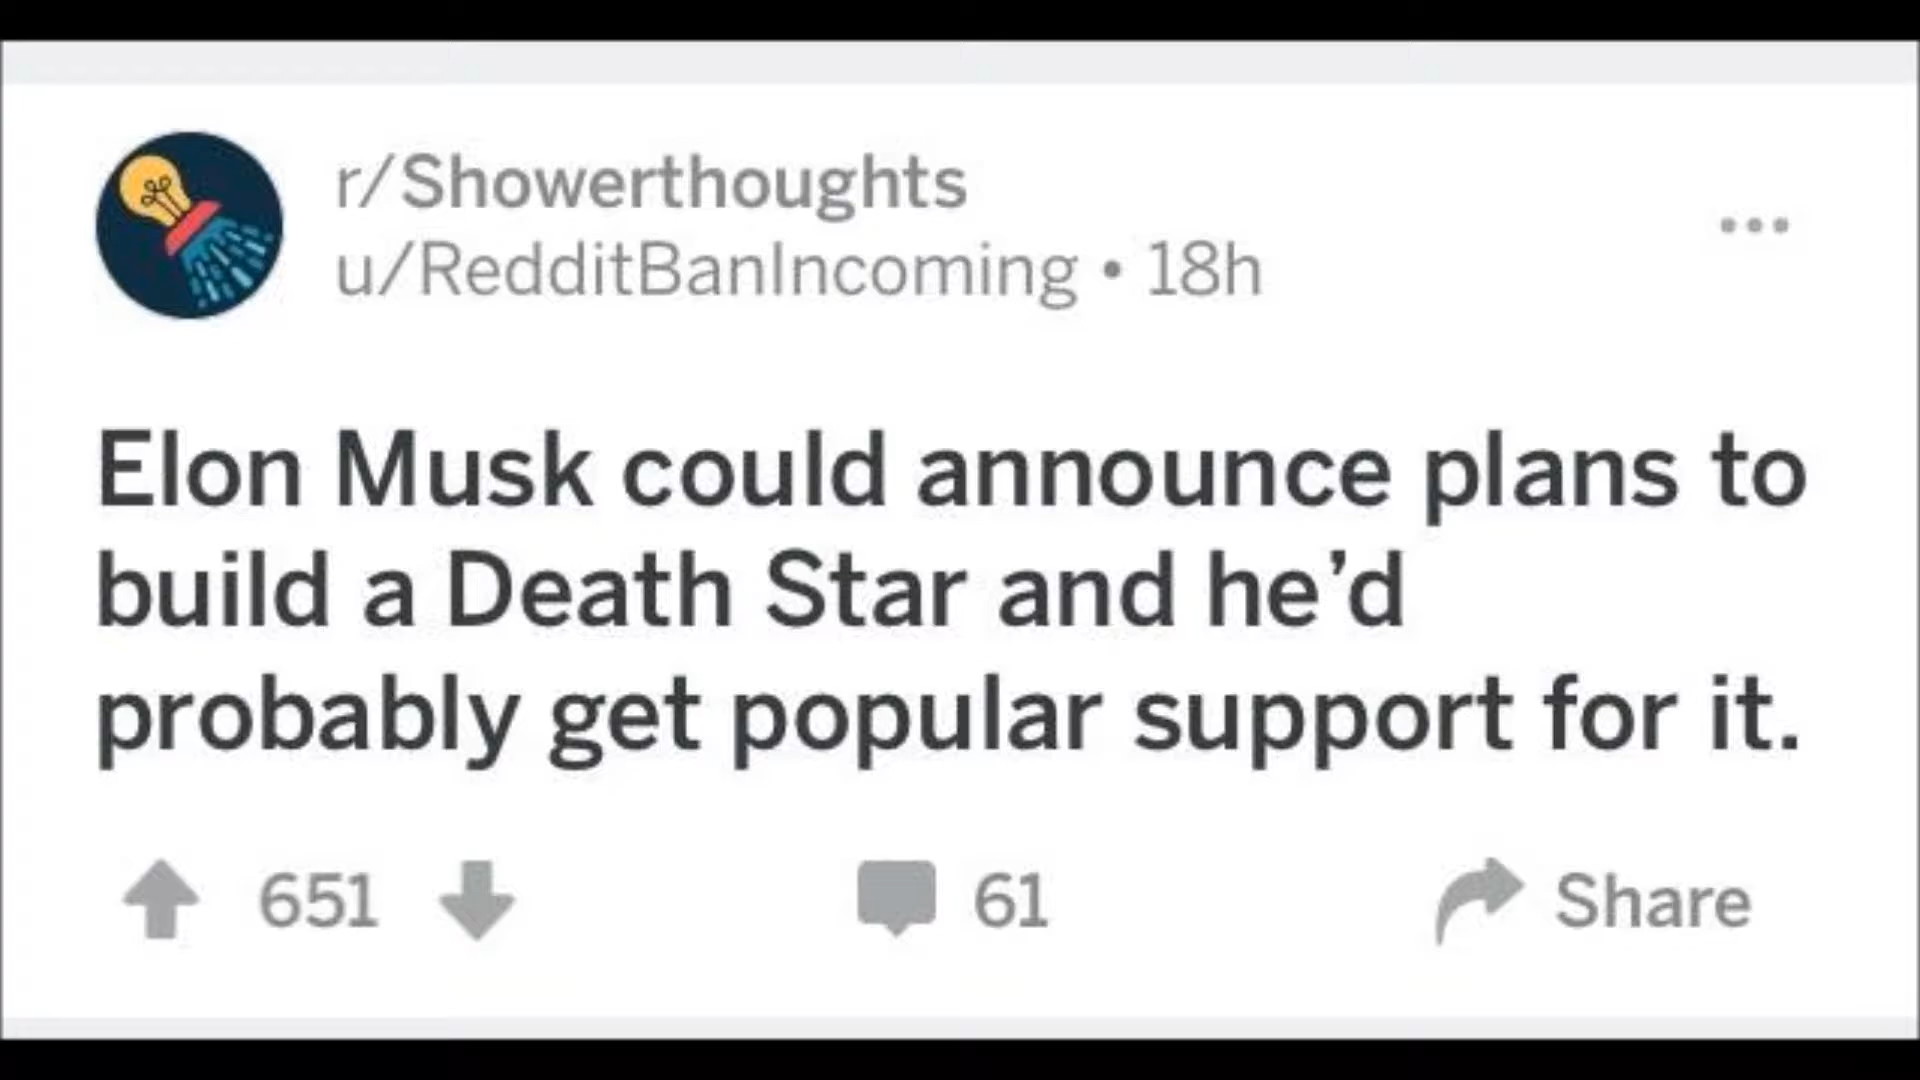 r/Showerthoughts
u/RedditBanIncoming • 18h
Elon Musk could announce plans to
build a Death Star and he’d
probably get popular support for it.
651 61 Share